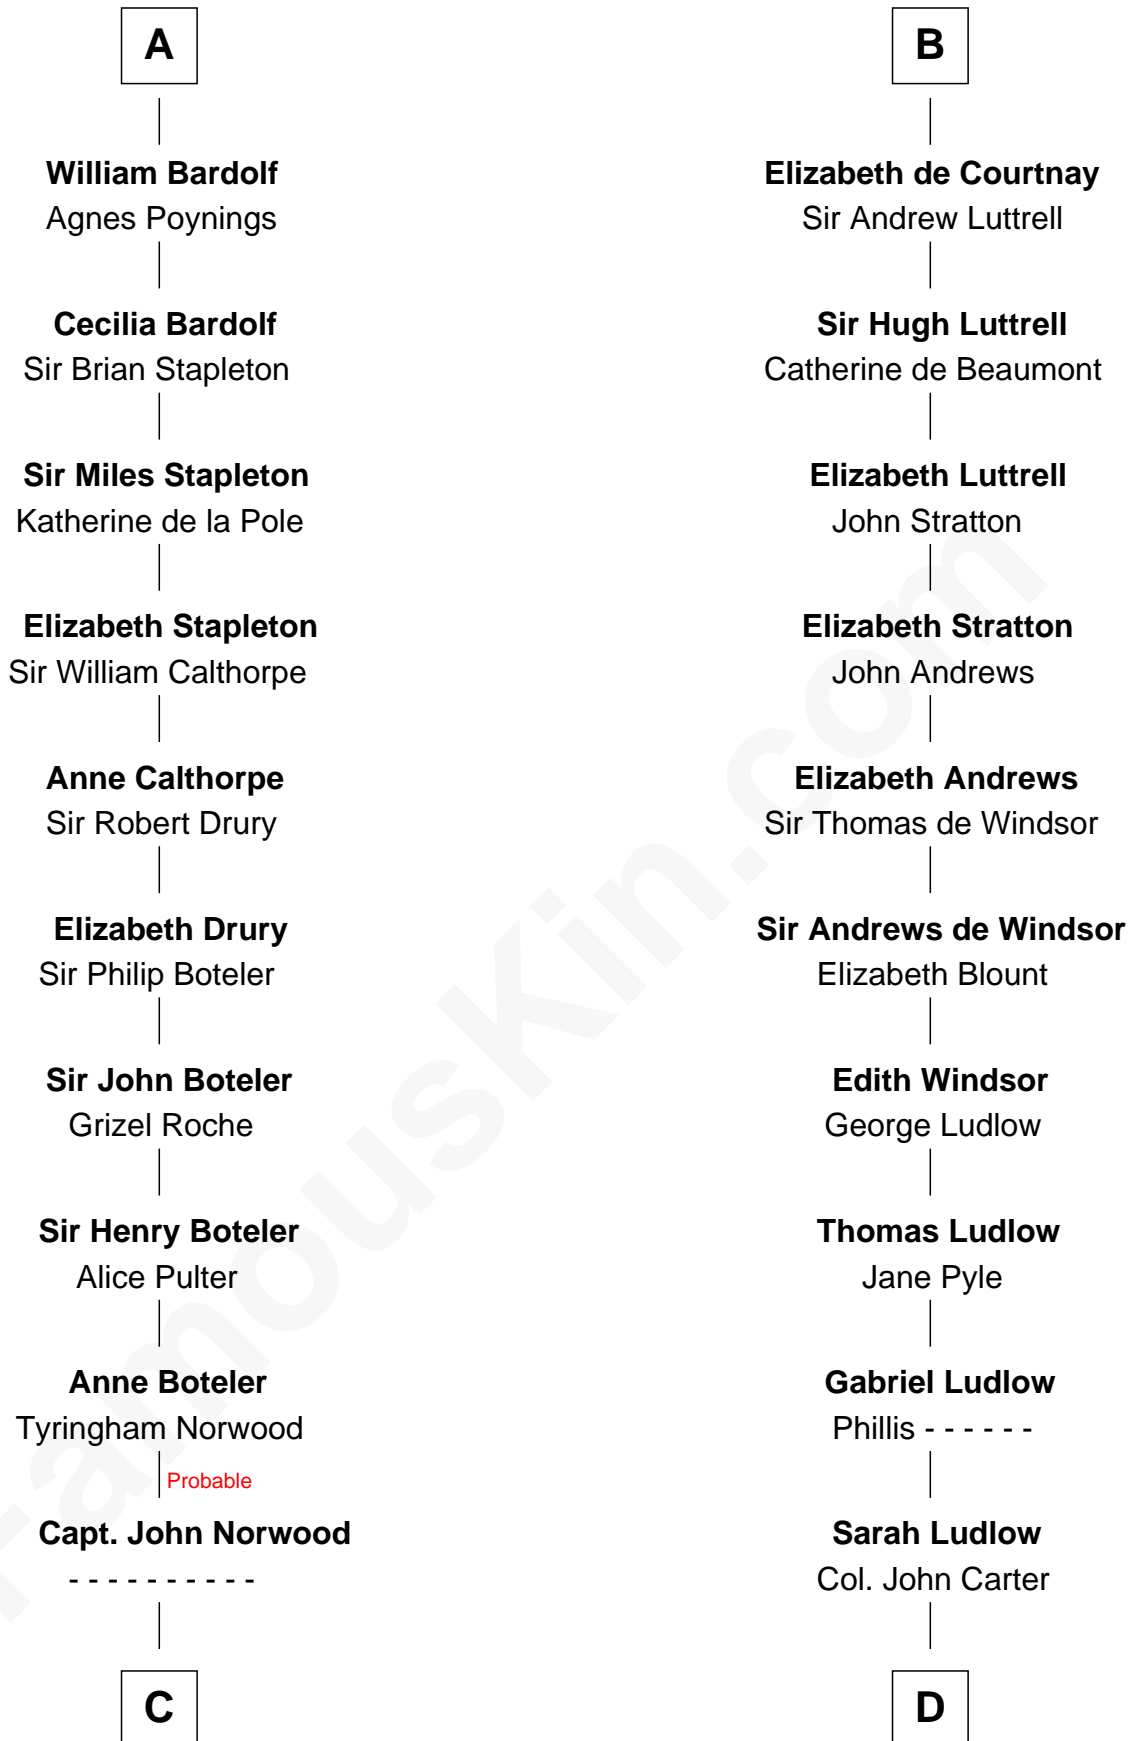 A
William Bardolf
Agnes Poynings
Cecilia Bardolf
Sir Brian Stapleton
Sir Miles Stapleton
Katherine de la Pole
Elizabeth Stapleton
Sir William Calthorpe
Anne Calthorpe
Sir Robert Drury
Elizabeth Drury
Sir Philip Boteler
Sir John Boteler
Grizel Roche
Sir Henry Boteler
Alice Pulter
Anne Boteler
Tyringham Norwood
Probable
Capt. John Norwood
- - - - - - - - - -
C
B
Elizabeth de Courtnay
Sir Andrew Luttrell
Sir Hugh Luttrell
Catherine de Beaumont
Elizabeth Luttrell
John Stratton
Elizabeth Stratton
John Andrews
Elizabeth Andrews
Sir Thomas de Windsor
Sir Andrews de Windsor
Elizabeth Blount
Edith Windsor
George Ludlow
Thomas Ludlow
Jane Pyle
Gabriel Ludlow
Phillis - - - - - -
Sarah Ludlow
Col. John Carter
D
FamousKin.com